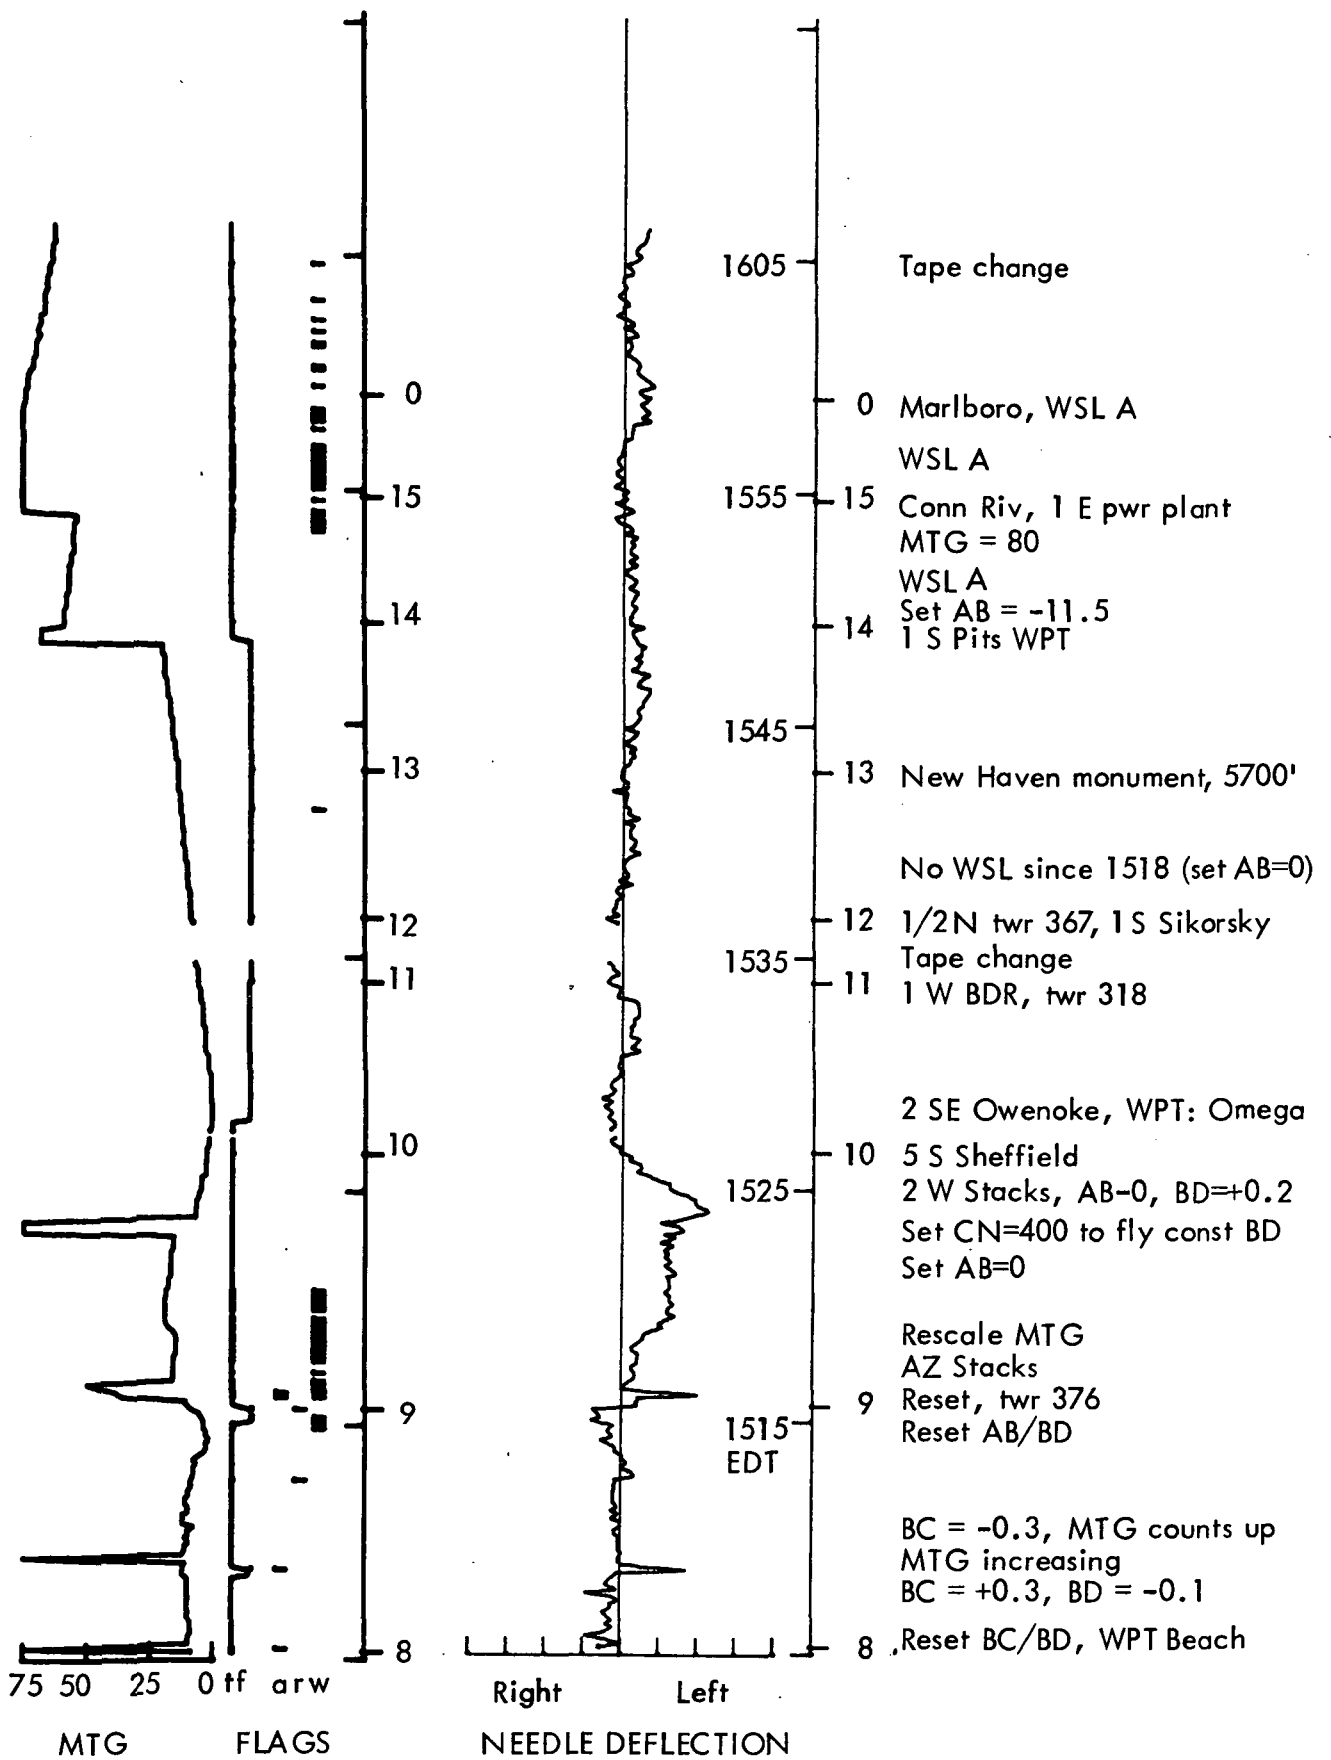 1605 Tape change
0 0 Marlboro, WSL A
WSL A
15 1555 15 Conn Riv, 1 E pwr plant
MTG = 80
WSL A
14 Set AB = -11.5
14 1 S Pits WPT
1545
13 13 New Haven monument, 5700'
No WSL since 1518 (set AB=0)
12 12 1/2N twr 367, 1 S Sikorsky
1535 Tape change
11 11 1 W BDR, twr 318
2 SE Owenoke, WPT: Omega
10 10 5 S Sheffield
1525 2 W Stacks, AB-0, BD=+0.2
Set CN=400 to fly const BD
Set AB=0
Rescale MTG
AZ Stacks
9 9 Reset, twr 376
1515 Reset AB/BD
EDT
BC = -0.3, MTG counts up
MTG increasing
BC = +0.3, BD = -0.1
8 8 Reset BC/BD, WPT Beach
75 50 25 0 tf arw Right Left
MTG FLAGS NEEDLE DEFLECTION